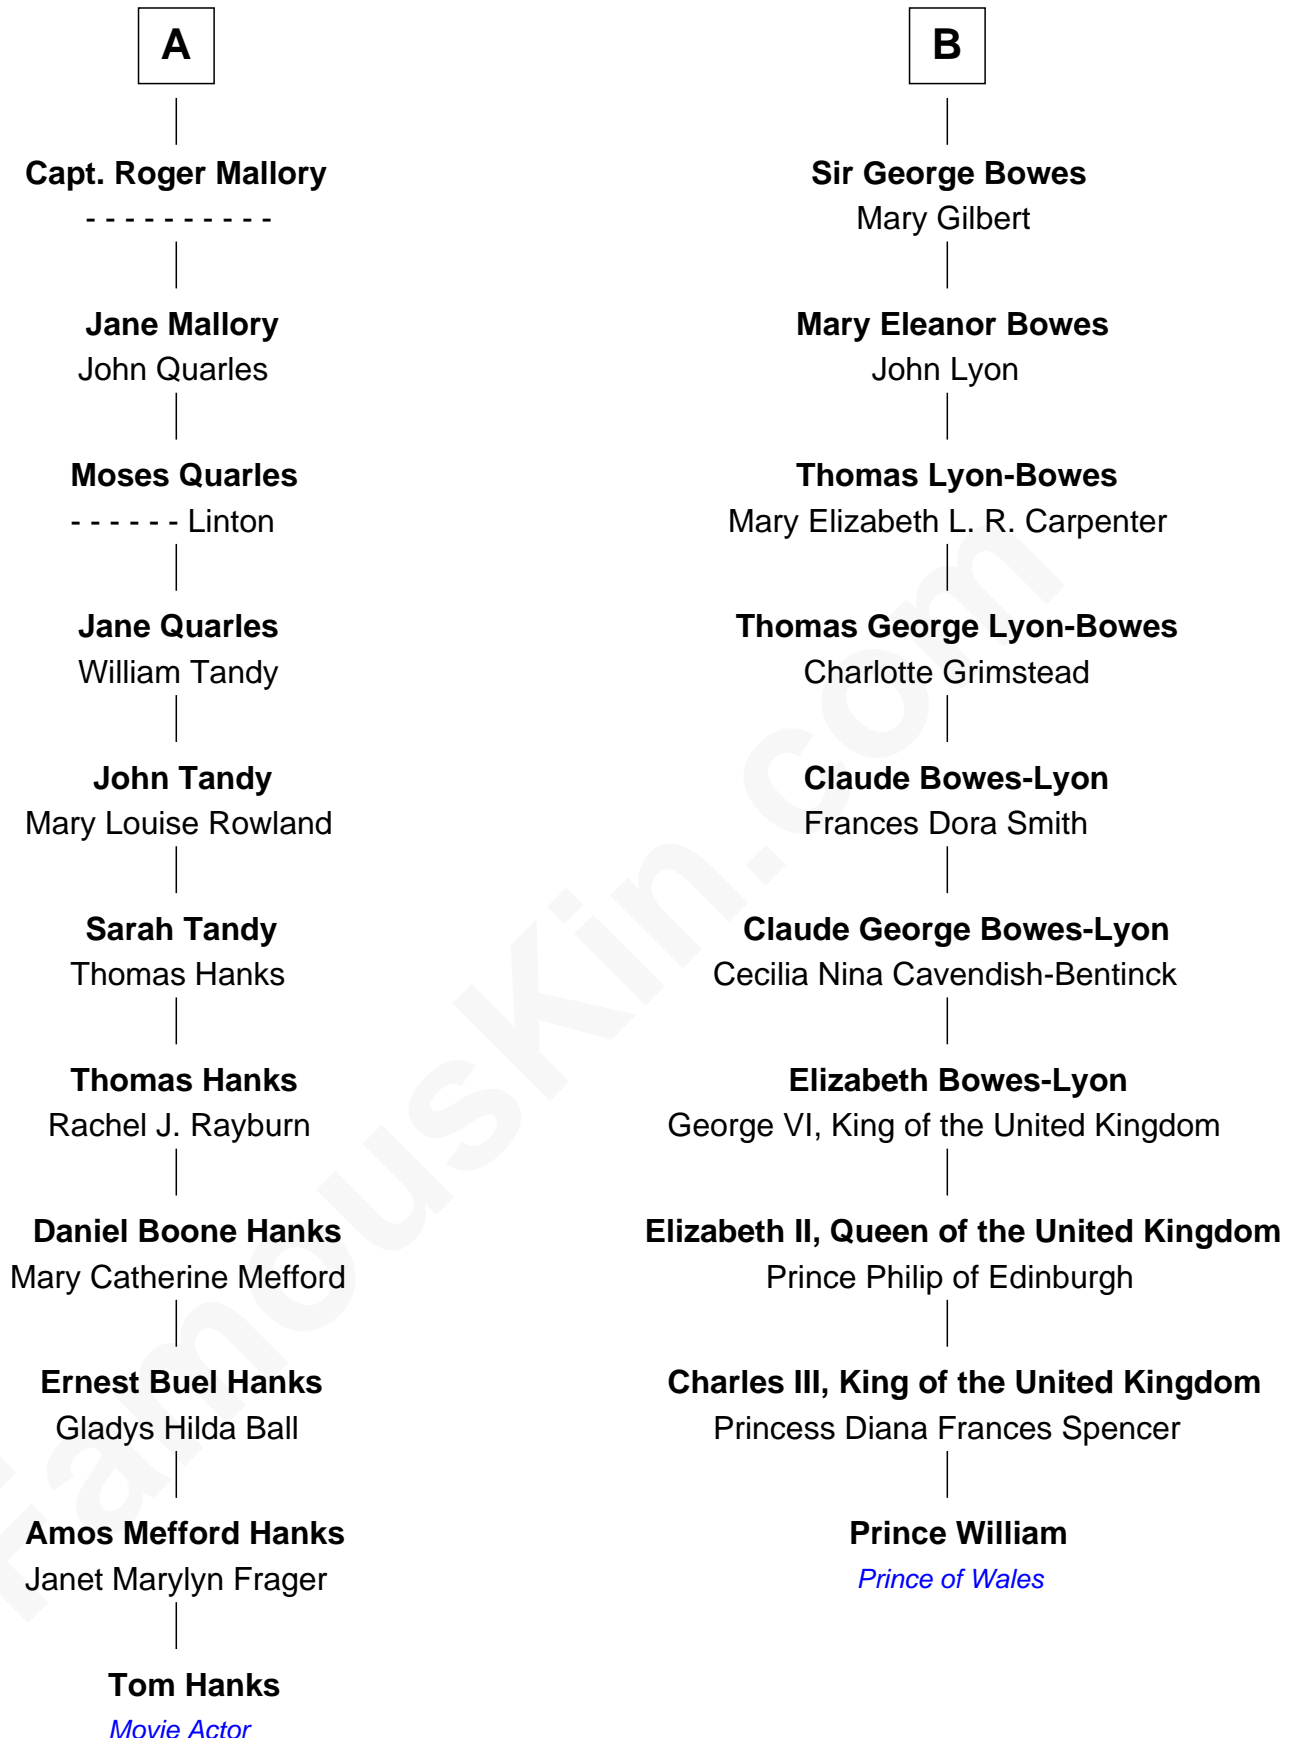 A
Capt. Roger Mallory
- - - - - - - - - -
Jane Mallory
John Quarles
Moses Quarles
- - - - - - Linton
Jane Quarles
William Tandy
John Tandy
Mary Louise Rowland
Sarah Tandy
Thomas Hanks
Thomas Hanks
Rachel J. Rayburn
Daniel Boone Hanks
Mary Catherine Mefford
Ernest Buel Hanks
Gladys Hilda Ball
Amos Mefford Hanks
Janet Marylyn Frager
Tom Hanks
Movie Actor
B
Sir George Bowes
Mary Gilbert
Mary Eleanor Bowes
John Lyon
Thomas Lyon-Bowes
Mary Elizabeth L. R. Carpenter
Thomas George Lyon-Bowes
Charlotte Grimstead
Claude Bowes-Lyon
Frances Dora Smith
Claude George Bowes-Lyon
Cecilia Nina Cavendish-Bentinck
Elizabeth Bowes-Lyon
George VI, King of the United Kingdom
Elizabeth II, Queen of the United Kingdom
Prince Philip of Edinburgh
Charles III, King of the United Kingdom
Princess Diana Frances Spencer
Prince William
Prince of Wales
FamousKin.com